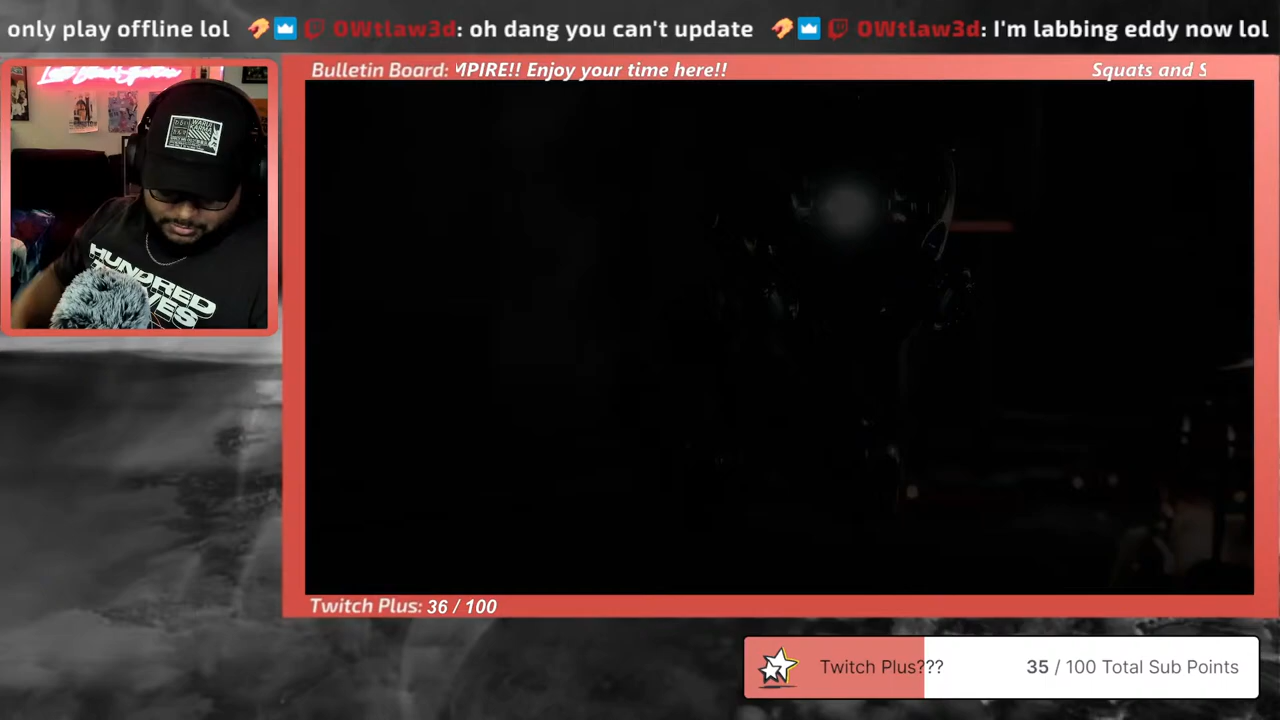 only play offline lol OWtlaw3d: oh dang you can't update OWtlaw3d: I'm labbing eddy now lol
Bulletin Board: MPIRE!! Enjoy your time here!! Squats and S
HUNDRED
Twitch Plus: 36 / 100
Twitch Plus??? 35 / 100 Total Sub Points